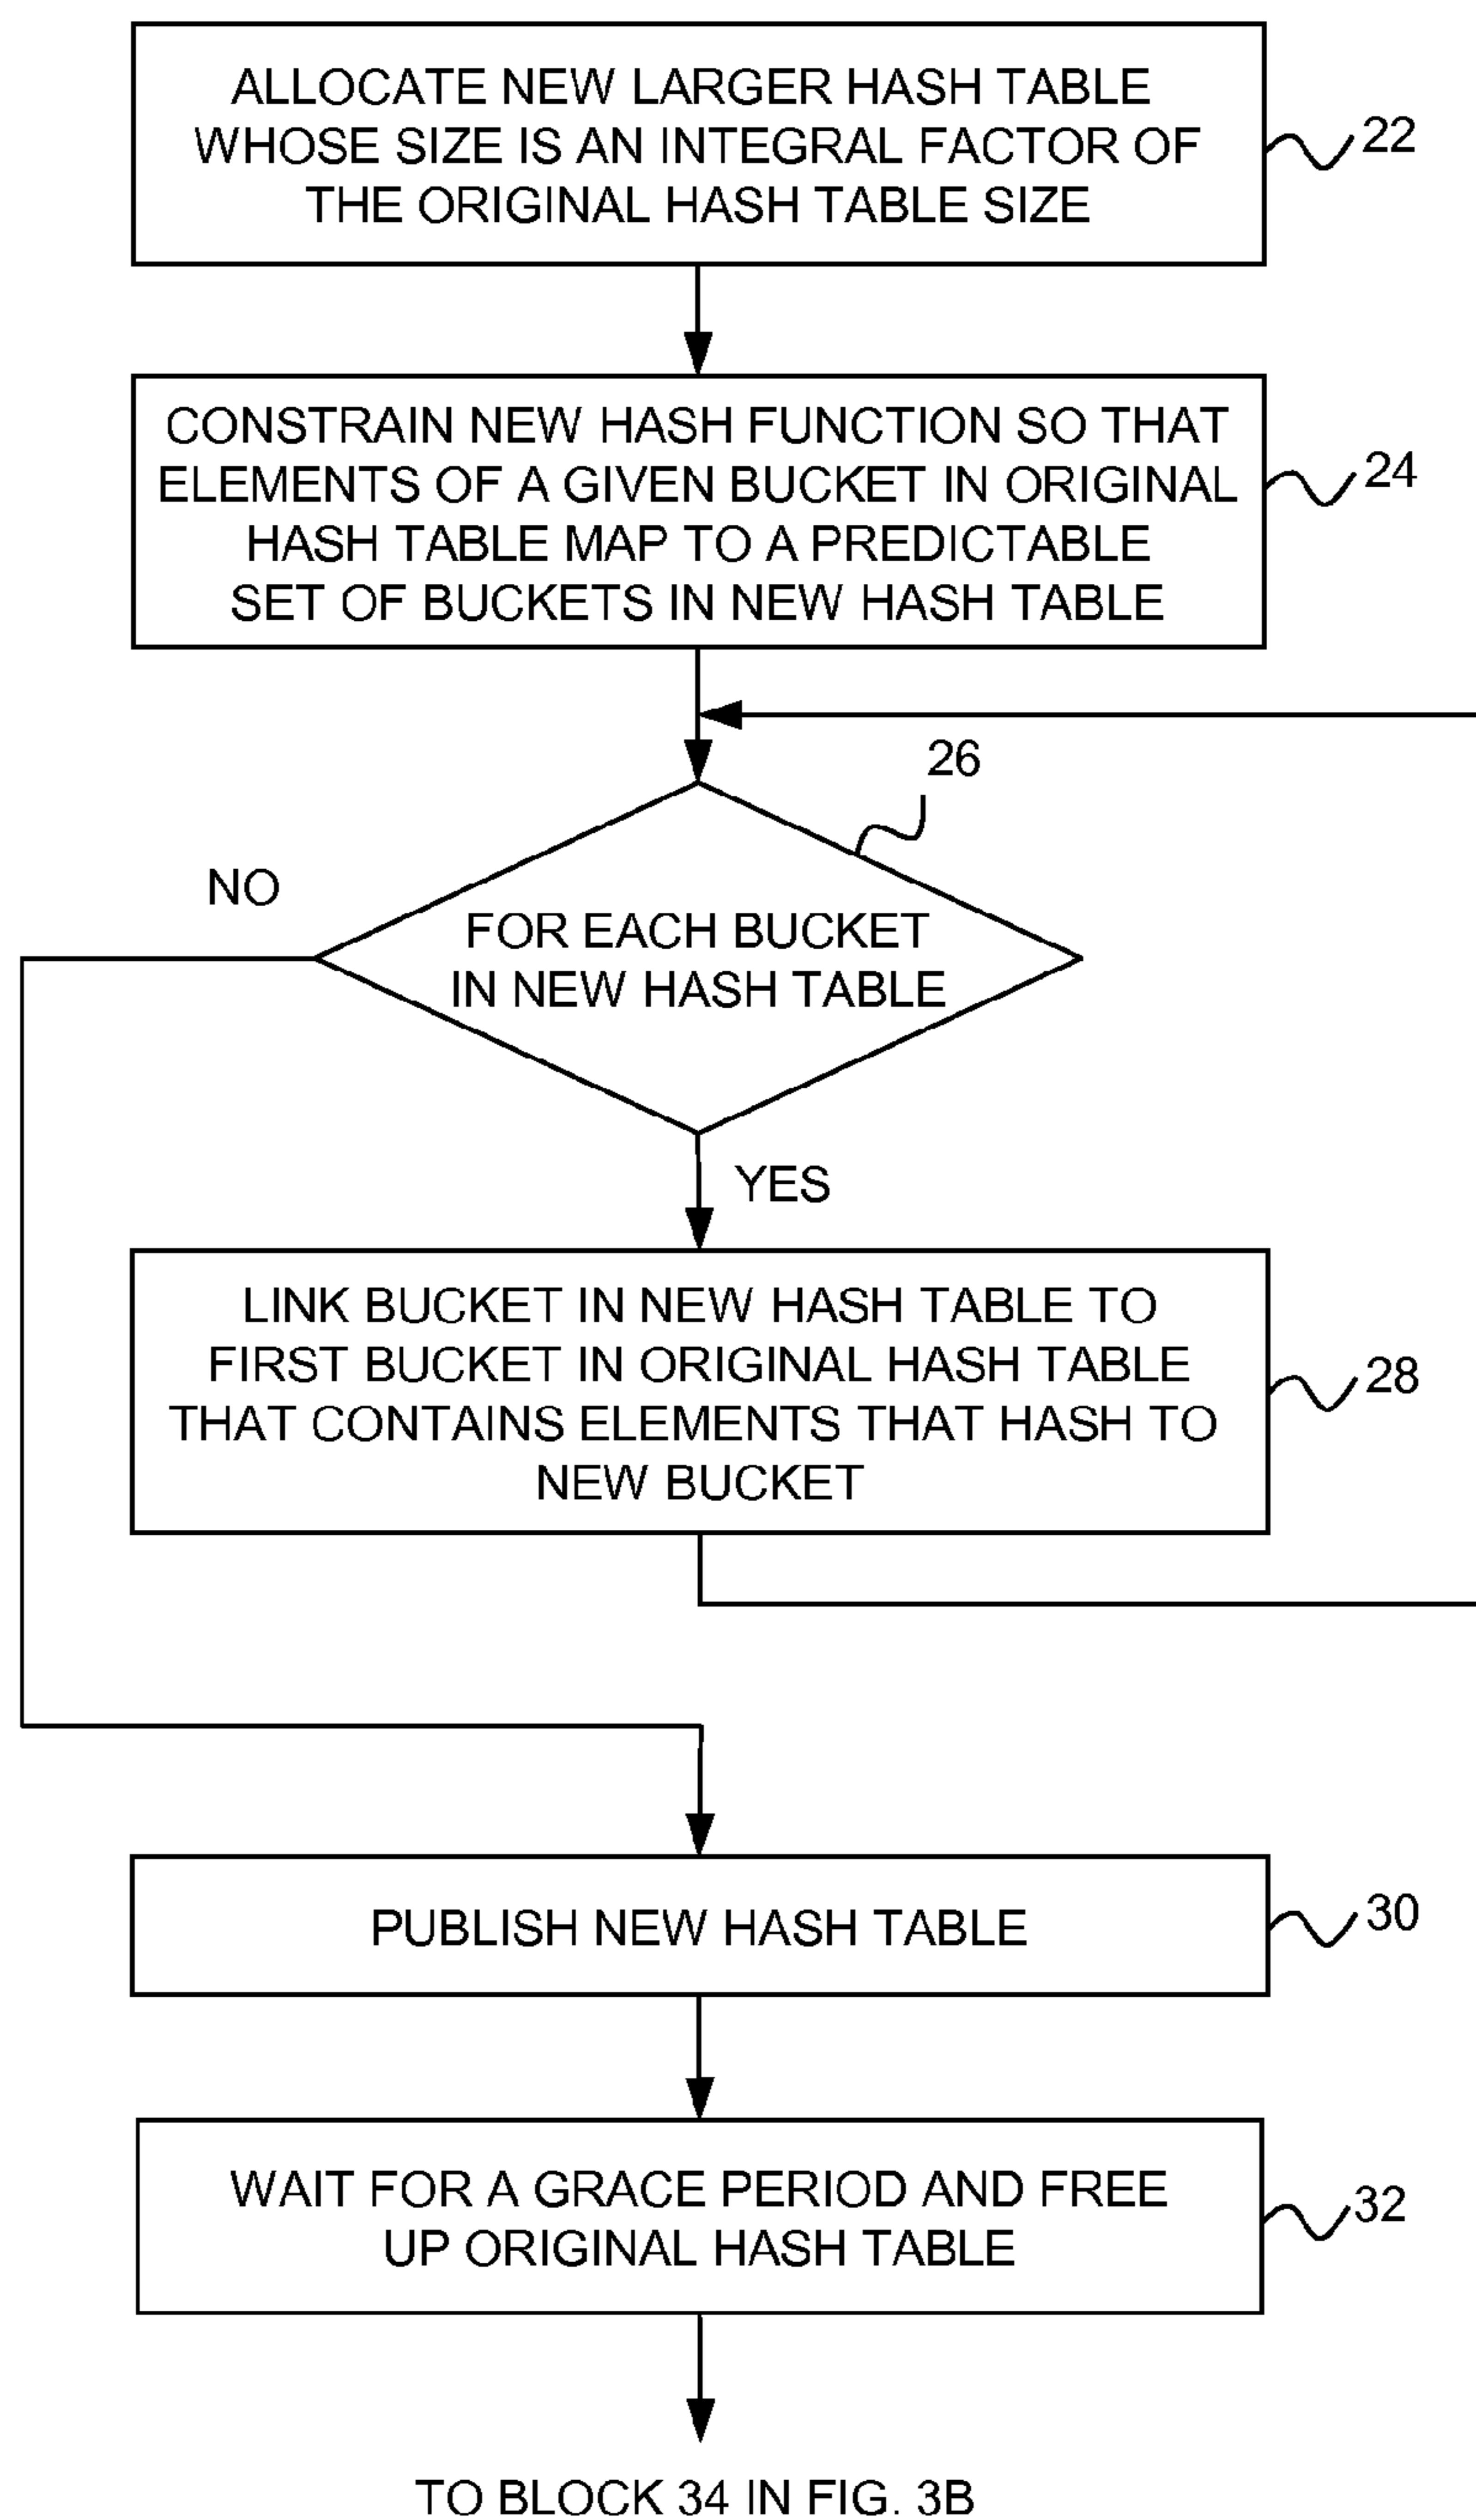 ALLOCATE NEW LARGER HASH TABLE
WHOSE SIZE IS AN INTEGRAL FACTOR OF
THE ORIGINAL HASH TABLE SIZE
22
CONSTRAIN NEW HASH FUNCTION SO THAT
ELEMENTS OF A GIVEN BUCKET IN ORIGINAL
HASH TABLE MAP TO A PREDICTABLE
SET OF BUCKETS IN NEW HASH TABLE
24
26
NO
FOR EACH BUCKET
IN NEW HASH TABLE
YES
LINK BUCKET IN NEW HASH TABLE TO
FIRST BUCKET IN ORIGINAL HASH TABLE
THAT CONTAINS ELEMENTS THAT HASH TO
NEW BUCKET
28
PUBLISH NEW HASH TABLE
30
WAIT FOR A GRACE PERIOD AND FREE
UP ORIGINAL HASH TABLE
32
TO BLOCK 34 IN FIG. 3B